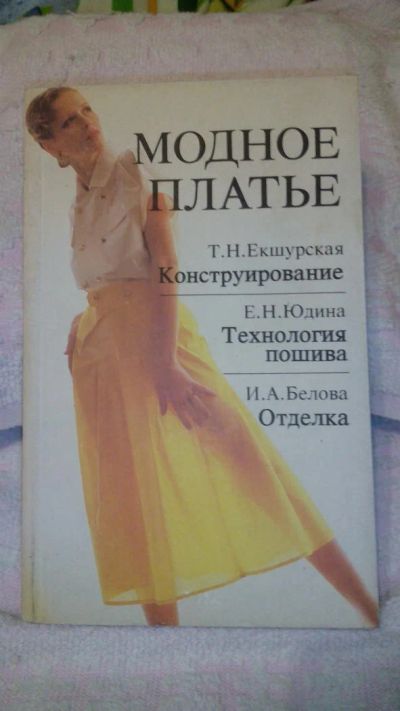 МОДНОЕ
ПЛАТЬЕ
Т.Н.Екшурская
Конструирование
Е.Н.Юдина
Технология
пошива
И.А.Белова
Отделка